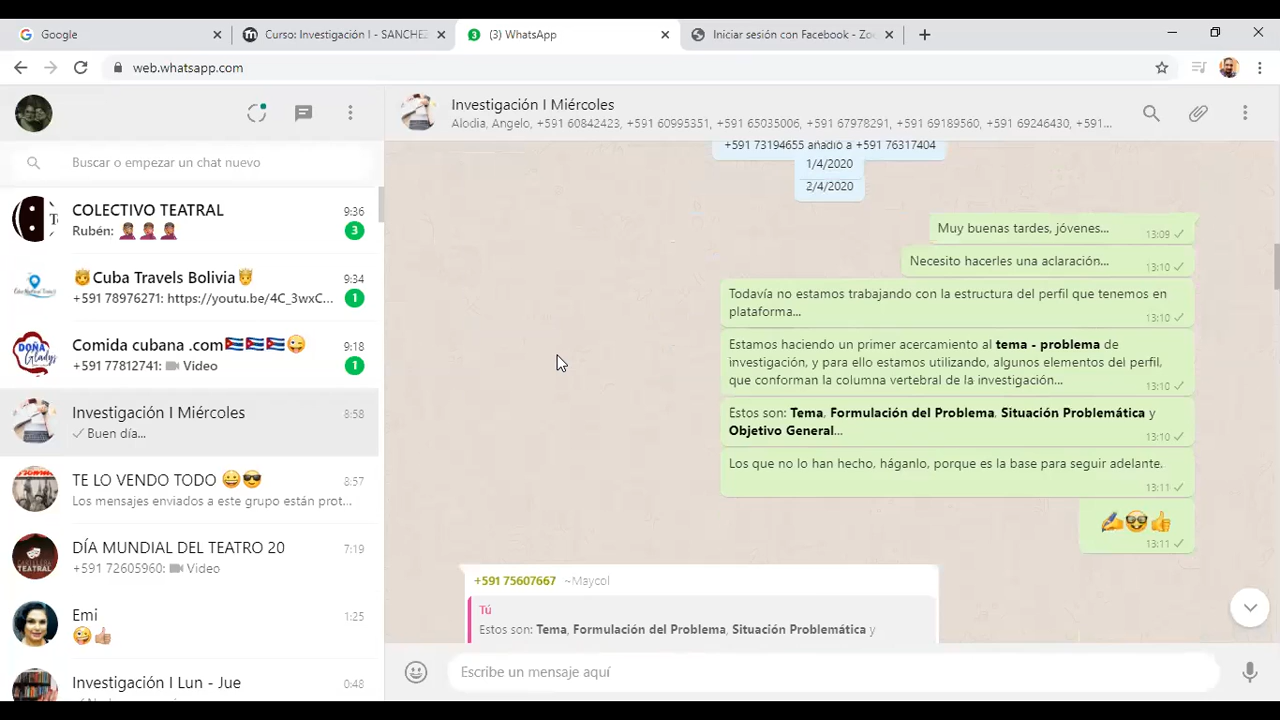 Google
Curso: Investigación I - SANCHEZ
(3) WhatsApp
Iniciar sesión con Facebook - Zo
web.whatsapp.com
Buscar o empezar un chat nuevo
COLECTIVO TEATRAL 9:36
Rubén: 🤦🏽‍♀️🤦🏽‍♀️🤦🏽‍♀️ 3
🤴Cuba Travels Bolivia🤴 9:34
+591 78976271: https://youtu.be/4C_3wxC... 1
Comida cubana .com🇨🇺🇨🇺🇨🇺😜 9:18
+591 77812741: Video 1
Investigación I Miércoles 8:58
Buen día...
TE LO VENDO TODO 😀😎 8:57
Los mensajes enviados a este grupo están prot...
DÍA MUNDIAL DEL TEATRO 20 7:19
+591 72605960: Video
Emi 1:25
😜👍🏼
Investigación I Lun - Jue 0:48
Investigación I Miércoles
Alodia, Angelo, +591 60842423, +591 60995351, +591 65035006, +591 67978291, +591 69189560, +591 69246430, +591...
+591 73194655 añadió a +591 76317404
1/4/2020
2/4/2020
Muy buenas tardes, jóvenes... 13:09
Necesito hacerles una aclaración... 13:10
Todavía no estamos trabajando con la estructura del perfil que tenemos en
plataforma... 13:10
Estamos haciendo un primer acercamiento al tema - problema de
investigación, y para ello estamos utilizando, algunos elementos del perfil,
que conforman la columna vertebral de la investigación... 13:10
Estos son: Tema, Formulación del Problema, Situación Problemática y
Objetivo General... 13:10
Los que no lo han hecho, háganlo, porque es la base para seguir adelante.
13:11
✍🤓👍
13:11
+591 75607667 ~Maycol
Tú
Estos son: Tema, Formulación del Problema, Situación Problemática y
Escribe un mensaje aquí